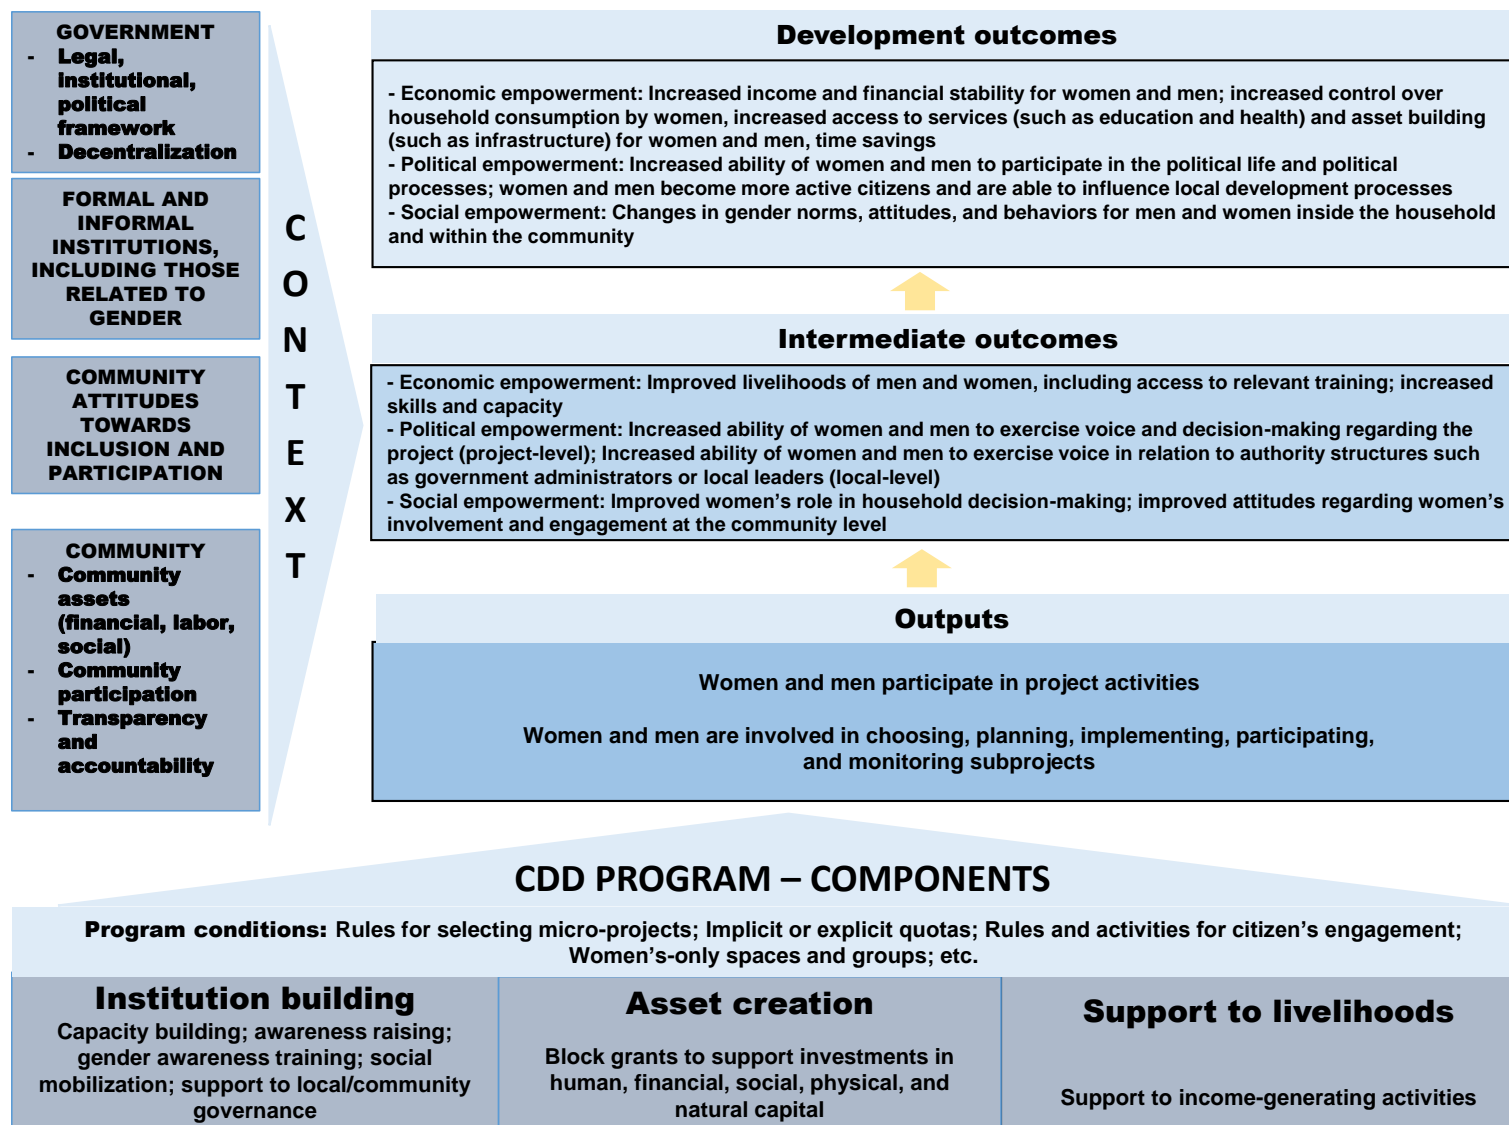 GOVERNMENT
- Legal,
institutional,
political
framework
- Decentralization
FORMAL AND
INFORMAL
INSTITUTIONS,
INCLUDING THOSE
RELATED TO
GENDER
COMMUNITY
ATTITUDES
TOWARDS
INCLUSION AND
PARTICIPATION
COMMUNITY
- Community
assets
(financial, labor,
social)
- Community
participation
- Transparency
and
accountability
C
O
N
T
E
X
T
Development outcomes
- Economic empowerment: Increased income and financial stability for women and men; increased control over
household consumption by women, increased access to services (such as education and health) and asset building
(such as infrastructure) for women and men, time savings
- Political empowerment: Increased ability of women and men to participate in the political life and political
processes; women and men become more active citizens and are able to influence local development processes
- Social empowerment: Changes in gender norms, attitudes, and behaviors for men and women inside the household
and within the community
Intermediate outcomes
- Economic empowerment: Improved livelihoods of men and women, including access to relevant training; increased
skills and capacity
- Political empowerment: Increased ability of women and men to exercise voice and decision-making regarding the
project (project-level); Increased ability of women and men to exercise voice in relation to authority structures such
as government administrators or local leaders (local-level)
- Social empowerment: Improved women’s role in household decision-making; improved attitudes regarding women’s
involvement and engagement at the community level
Outputs
Women and men participate in project activities
Women and men are involved in choosing, planning, implementing, participating,
and monitoring subprojects
CDD PROGRAM – COMPONENTS
Program conditions: Rules for selecting micro-projects; Implicit or explicit quotas; Rules and activities for citizen’s engagement;
Women’s-only spaces and groups; etc.
Institution building
Capacity building; awareness raising;
gender awareness training; social
mobilization; support to local/community
governance
Asset creation
Block grants to support investments in
human, financial, social, physical, and
natural capital
Support to livelihoods
Support to income-generating activities